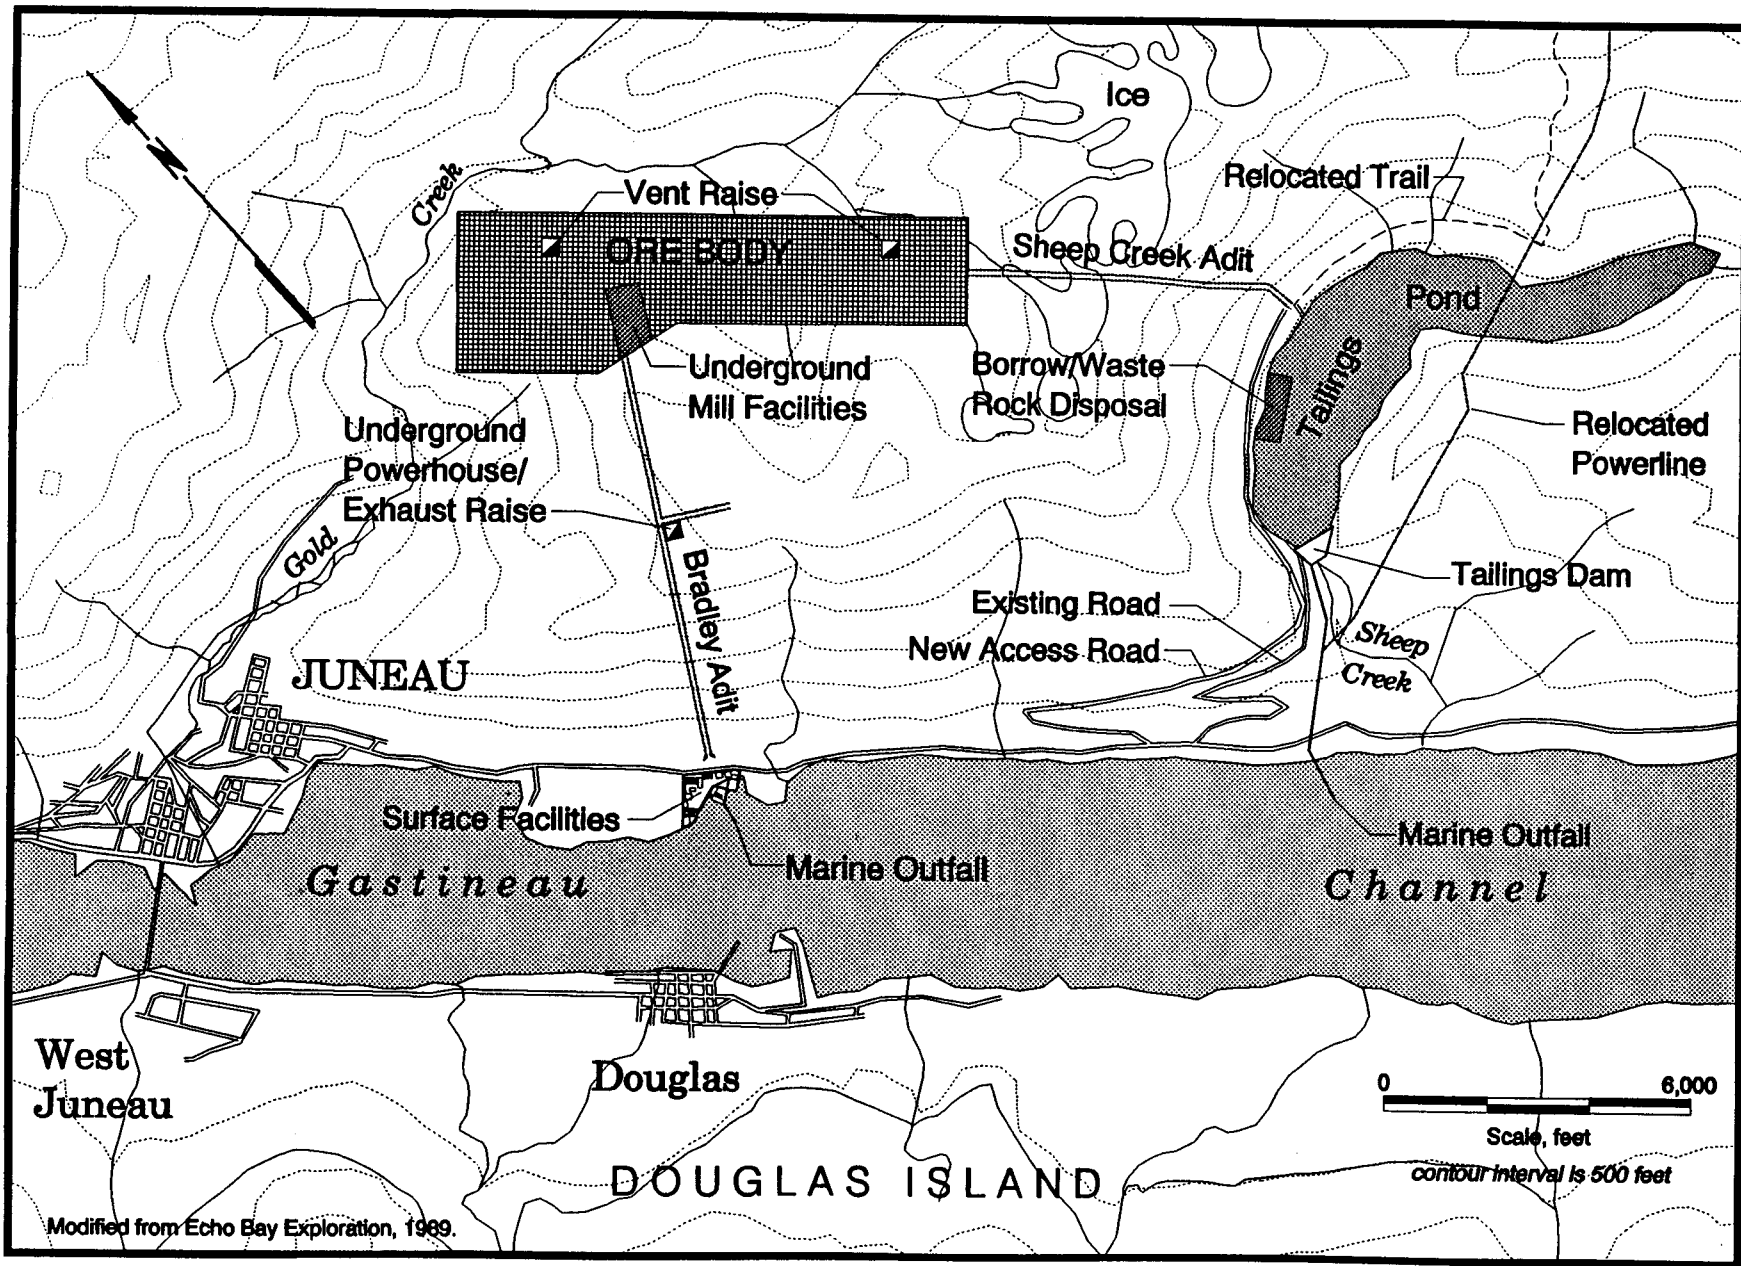 Ice
N
Creek
Vent Raise
Relocated Trail
ORE BODY
Sheep Creek Adit
Pond
Tailings
Underground
Mill Facilities
Borrow/Waste
Rock Disposal
Relocated
Powerline
Underground
Powerhouse/
Exhaust Raise
Gold
Bradley Adit
Tailings Dam
Existing Road
New Access Road
Sheep
Creek
JUNEAU
Surface Facilities
Marine Outfall
Marine Outfall
Gastineau
Channel
West
Juneau
Douglas
0 6,000
Scale, feet
contour interval is 500 feet
DOUGLAS ISLAND
Modified from Echo Bay Exploration, 1989.